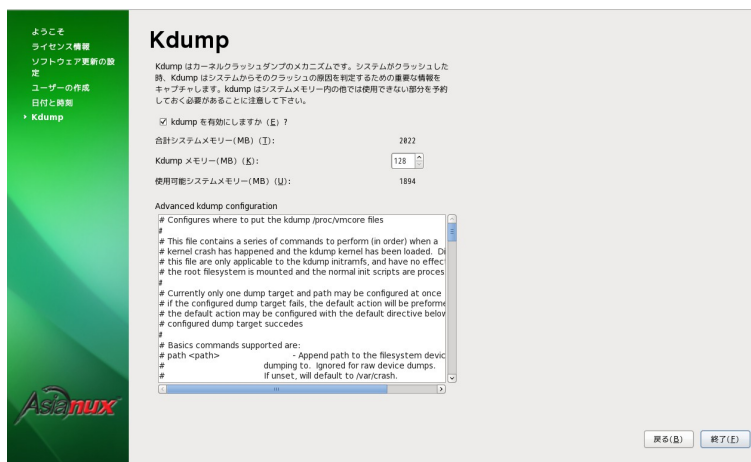 ようこそ
ライセンス情報
ソフトウェア更新の設
定
ユーザーの作成
日付と時刻
Kdump
Asianux
Kdump
Kdump はカーネルクラッシュダンプのメカニズムです。システムがクラッシュした
時、Kdump はシステムからそのクラッシュの原因を判定するための重要な情報を
キャプチャします。kdump はシステムメモリー内の他では使用できない部分を予約
しておく必要があることに注意して下さい。
kdump を有効にしますか (E) ?
合計システムメモリー(MB) (T): 2022
Kdump メモリー(MB) (K): 128
使用可能システムメモリー(MB) (U): 1894
Advanced kdump configuration
# Configures where to put the kdump /proc/vmcore files
#
# This file contains a series of commands to perform (in order) when a
# kernel crash has happened and the kdump kernel has been loaded. Di
# this file are only applicable to the kdump initramfs, and have no effec
# the root filesystem is mounted and the normal init scripts are proces
#
# Currently only one dump target and path may be configured at once
# if the configured dump target fails, the default action will be preforme
# the default action may be configured with the default directive below
# configured dump target succedes
#
# Basics commands supported are:
# path <path> - Append path to the filesystem devic
# dumping to. Ignored for raw device dumps.
# If unset, will default to /var/crash.
戻る(B) 終了(F)